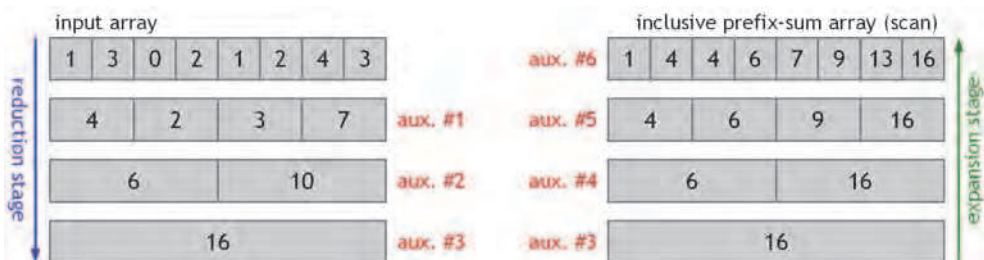 input array
inclusive prefix-sum array (scan)
reduction stage
1 3 0 2 1 2 4 3
aux. #6
1 4 4 6 7 9 13 16
expansion stage
4 2 3 7
aux. #1
aux. #5
4 6 9 16
6 10
aux. #2
aux. #4
6 16
16
aux. #3
aux. #3
16